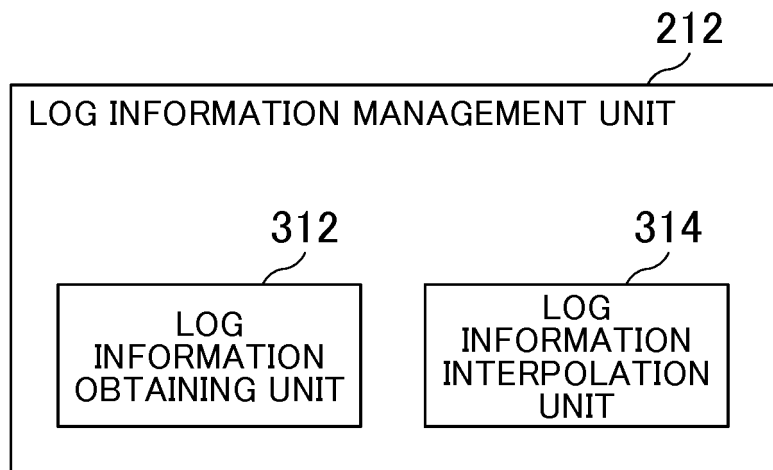 212
LOG INFORMATION MANAGEMENT UNIT
312
314
LOG
INFORMATION
OBTAINING UNIT
LOG
INFORMATION
INTERPOLATION
UNIT